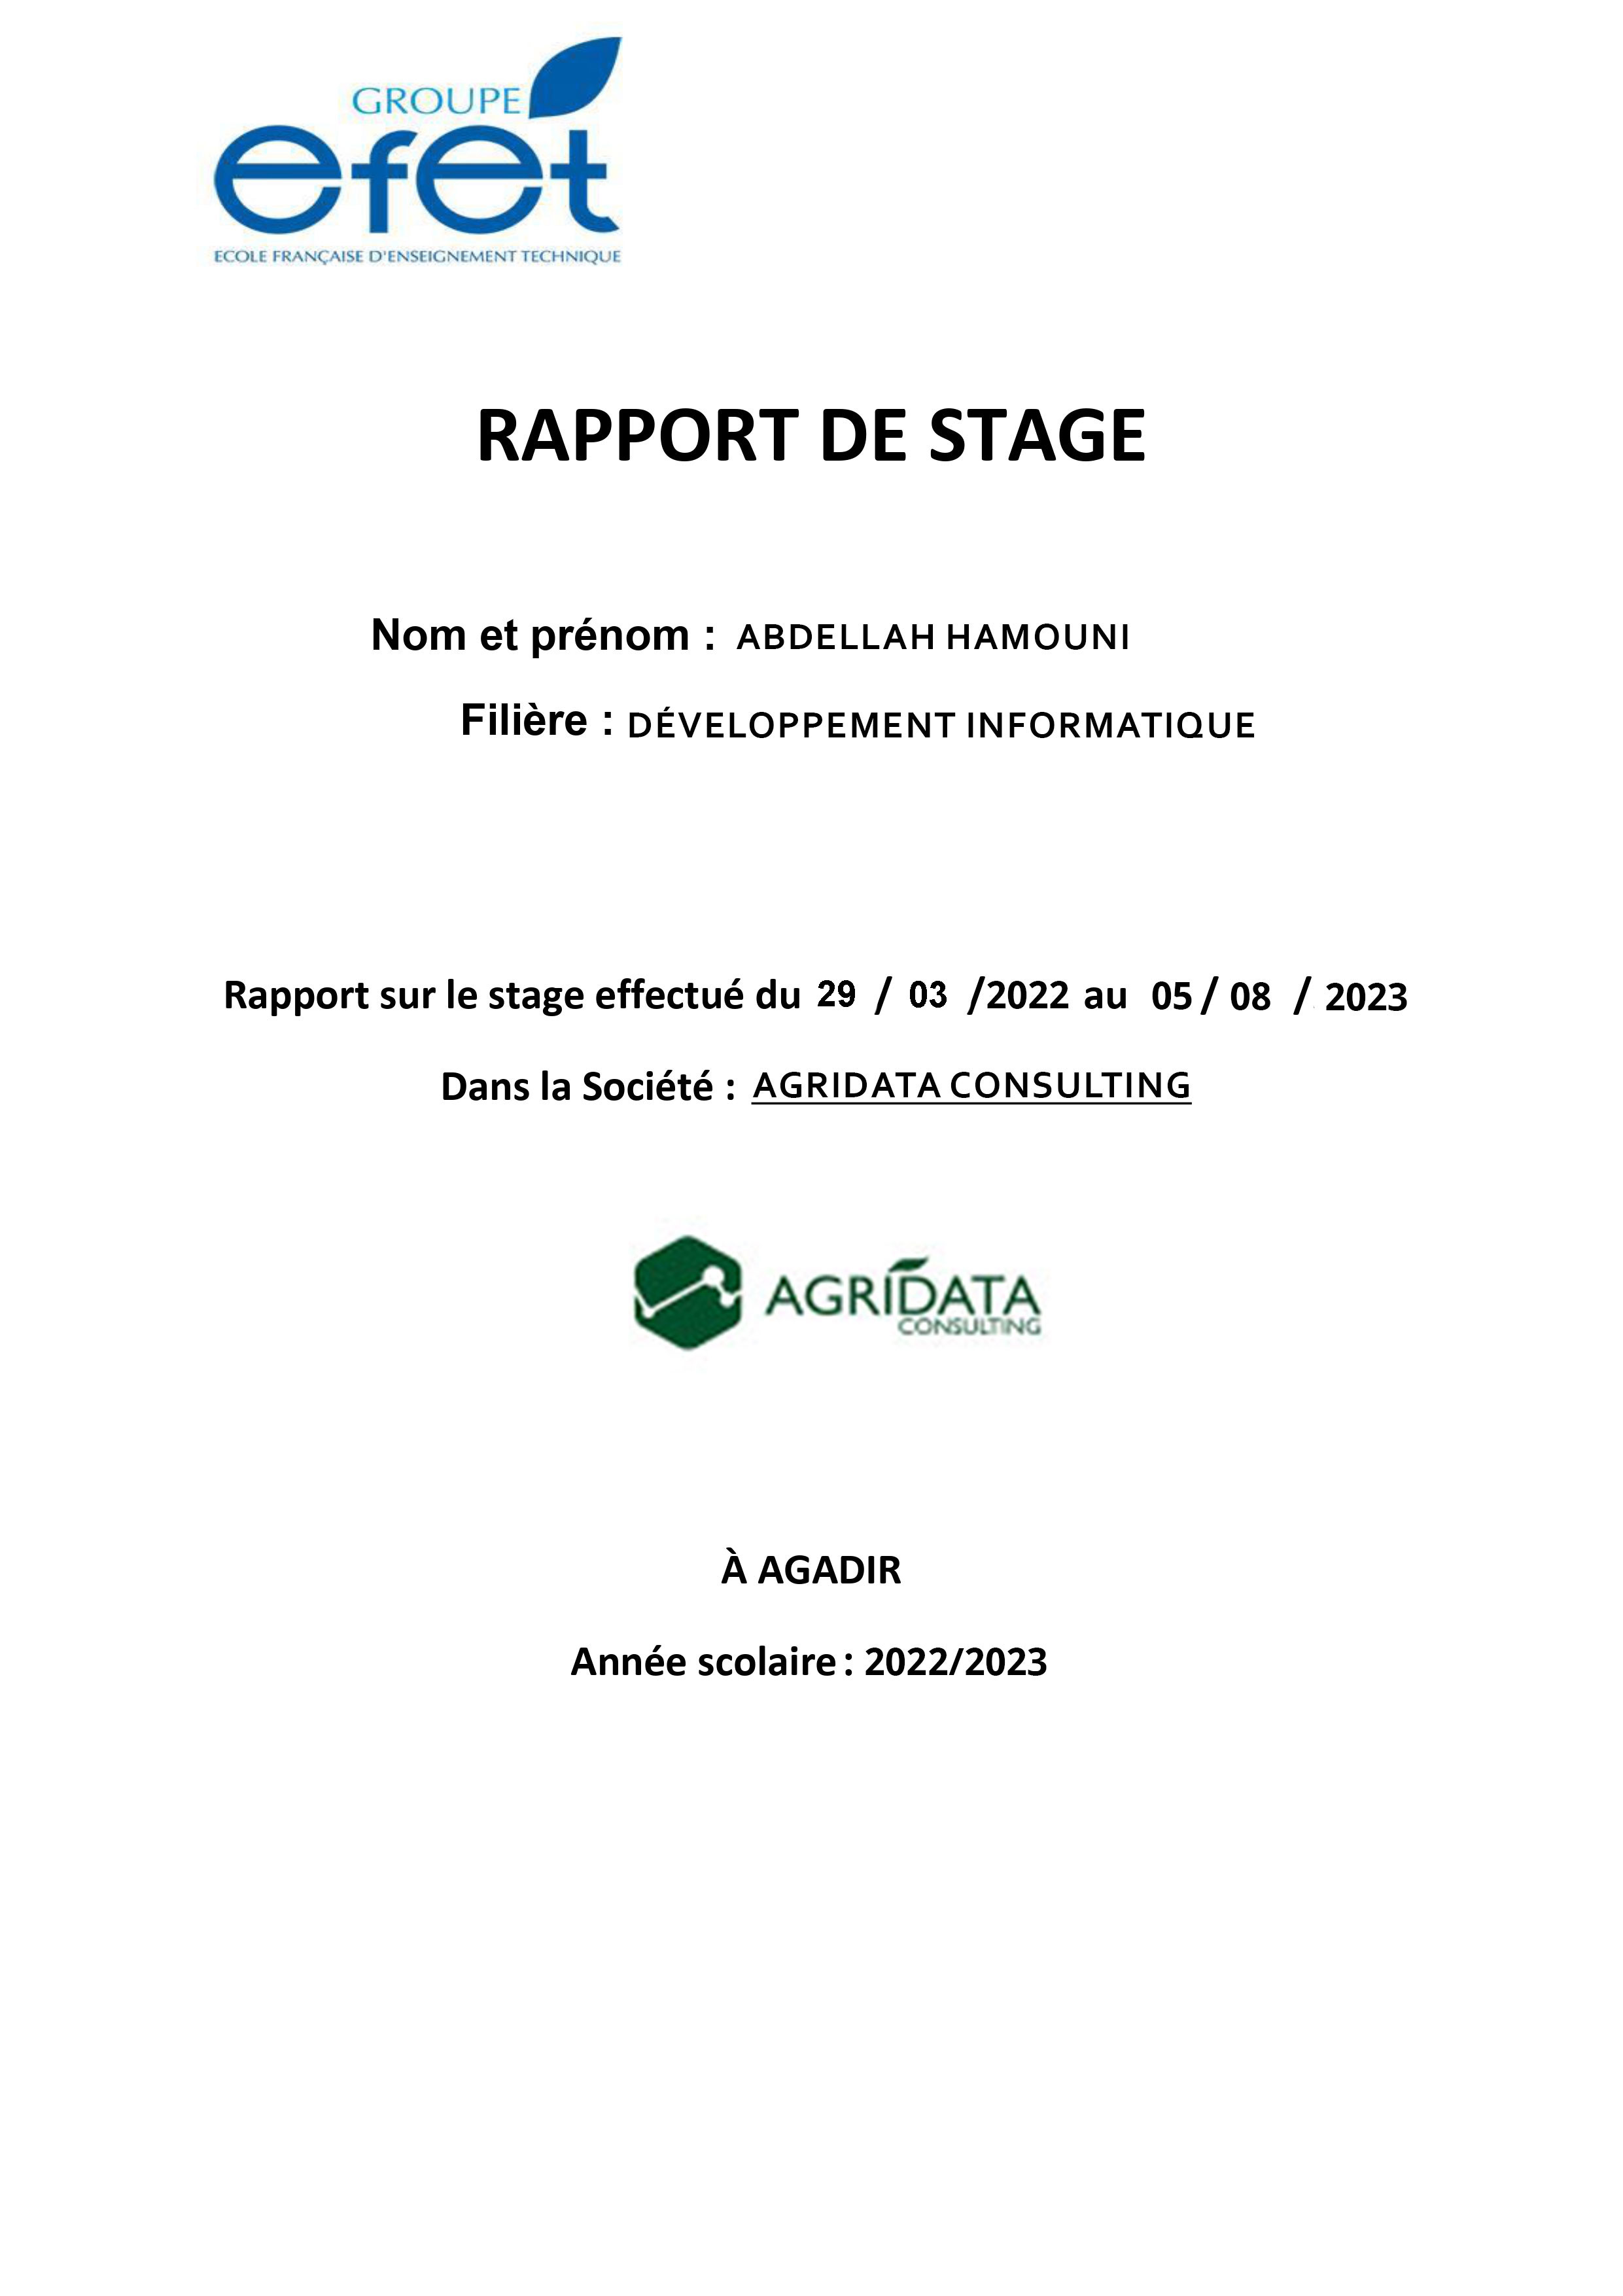 GROUPE
efet
ECOLE FRANÇAISE D'ENSEIGNEMENT TECHNIQUE
RAPPORT DE STAGE
Nom et prénom : ABDELLAH HAMOUNI
Filière : DÉVELOPPEMENT INFORMATIQUE
Rapport sur le stage effectué du 29 / 03 /2022 au 05 / 08 / 2023
Dans la Société : AGRIDATA CONSULTING
AGRIDATA
CONSULTING
À AGADIR
Année scolaire : 2022/2023